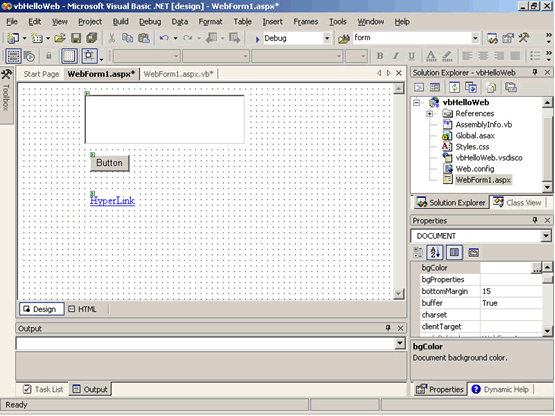 vbHelloWeb - Microsoft Visual Basic .NET [design] - WebForm1.aspx*
File Edit View Project Build Debug Data Format Table Insert Frames Tools Window Help
Debug form
Start Page WebForm1.aspx* WebForm1.aspx.vb*
Toolbox
Button
HyperLink
Design HTML
Output
Task List Output
Ready
Solution Explorer - vbHelloWeb
vbHelloWeb
References
AssemblyInfo.vb
Global.asax
Styles.css
vbHelloWeb.vsdisco
Web.config
WebForm1.aspx
Solution Explorer Class View
Properties
DOCUMENT
bgColor
bgProperties
bottomMargin 15
buffer True
charset
clientTarget
bgColor
Document background color.
Properties Dynamic Help